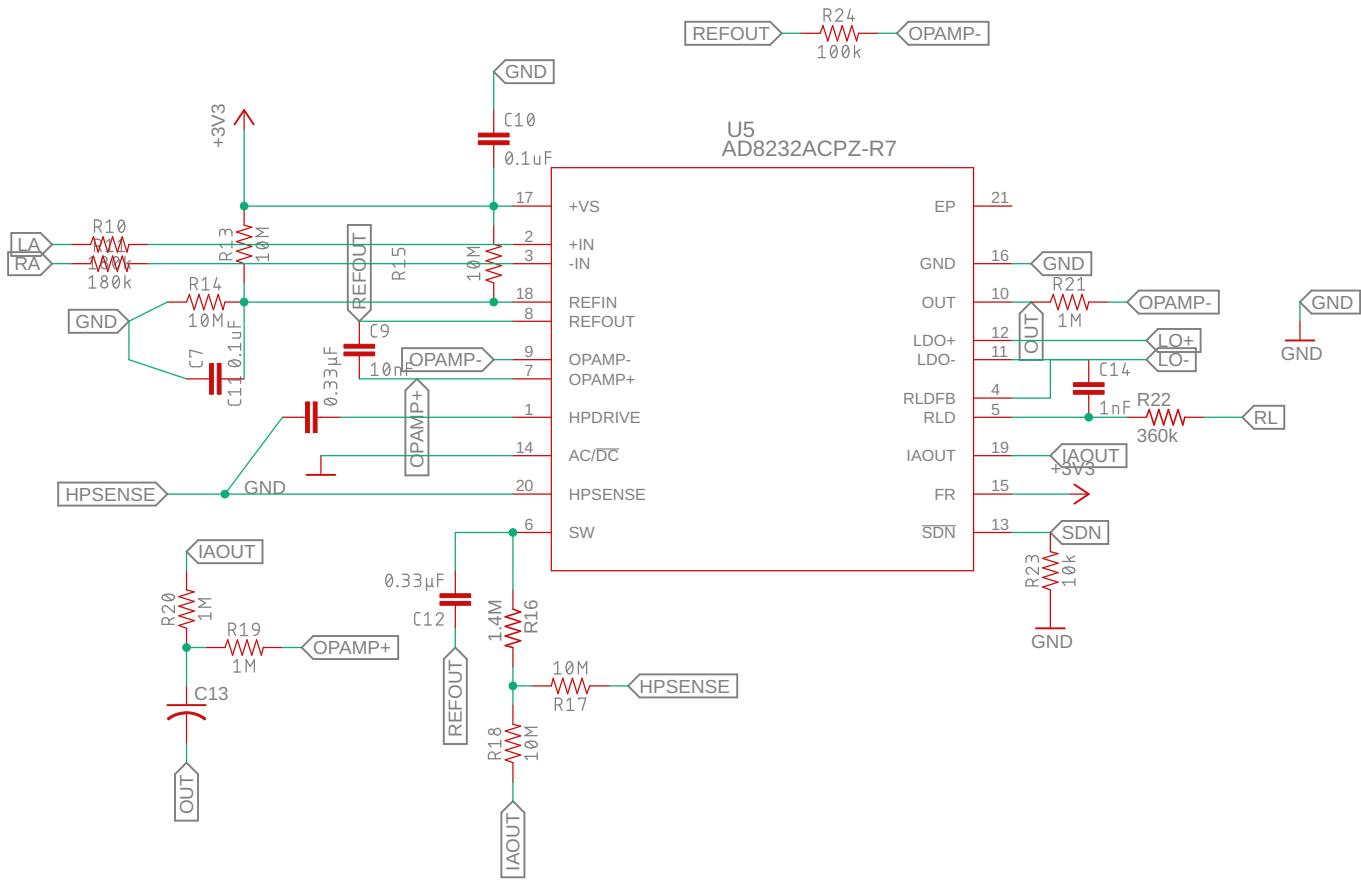 REFOUT
R24
100k
OPAMP-
GND
+3V3
C10
0.1uF
U5
AD8232ACPZ-R7
17
+VS
EP
21
LA
R10
R11
RA
180k
180k
R13
10M
REFOUT
R15
10M
2
+IN
3
-IN
GND
16
GND
R14
10M
18
REFIN
OUT
10
R21
1M
OPAMP-
GND
GND
GND
8
REFOUT
OUT
C7
0.1uF
C11
0.33µF
C9
10nF
OPAMP-
9
OPAMP-
LDO+
12
LO+
LDO-
11
LO-
7
OPAMP+
OPAMP+
C14
1nF
RLDFB
4
1
HPDRIVE
RLD
5
R22
360k
RL
14
AC/DC
IAOUT
19
IAOUT
+3V3
HPSENSE
GND
20
HPSENSE
FR
15
6
SW
SDN
13
SDN
IAOUT
R23
10k
GND
0.33µF
C12
REFOUT
1.4M
R16
R20
1M
R19
1M
OPAMP+
10M
R17
HPSENSE
C13
OUT
R18
10M
IAOUT